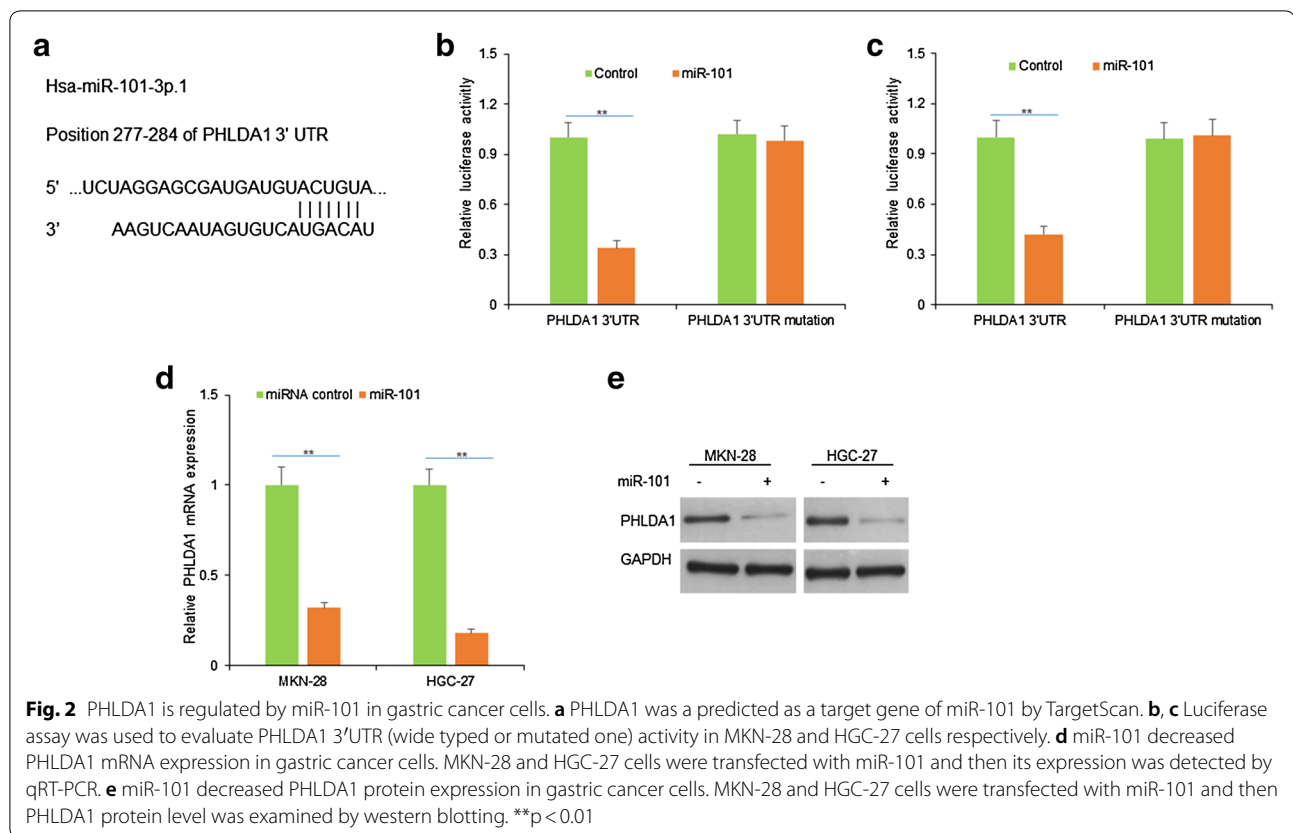 a
Hsa-miR-101-3p.1
Position 277-284 of PHLDA1 3' UTR
5' ...UCUAGGAGCGAUGAUGUACUGUA...
3' AAGUCAAUAGUGUCAUGACAU
b
Relative luciferase activity
1.5
1.2
0.9
0.6
0.3
0
Control
miR-101
**
PHLDA1 3'UTR
PHLDA1 3'UTR mutation
c
Relative luciferase activitly
1.5
1.2
0.9
0.6
0.3
0
Control
miR-101
**
PHLDA1 3'UTR
PHLDA1 3'UTR mutation
d
Relative PHLDA1 mRNA expression
1.5
1
0.5
0
miRNA control
miR-101
**
**
MKN-28
HGC-27
e
MKN-28 HGC-27
miR-101 - + - +
PHLDA1
GAPDH
Fig. 2 PHLDA1 is regulated by miR-101 in gastric cancer cells. a PHLDA1 was a predicted as a target gene of miR-101 by TargetScan. b, c Luciferase
assay was used to evaluate PHLDA1 3′UTR (wide typed or mutated one) activity in MKN-28 and HGC-27 cells respectively. d miR-101 decreased
PHLDA1 mRNA expression in gastric cancer cells. MKN-28 and HGC-27 cells were transfected with miR-101 and then its expression was detected by
qRT-PCR. e miR-101 decreased PHLDA1 protein expression in gastric cancer cells. MKN-28 and HGC-27 cells were transfected with miR-101 and then
PHLDA1 protein level was examined by western blotting. **p < 0.01